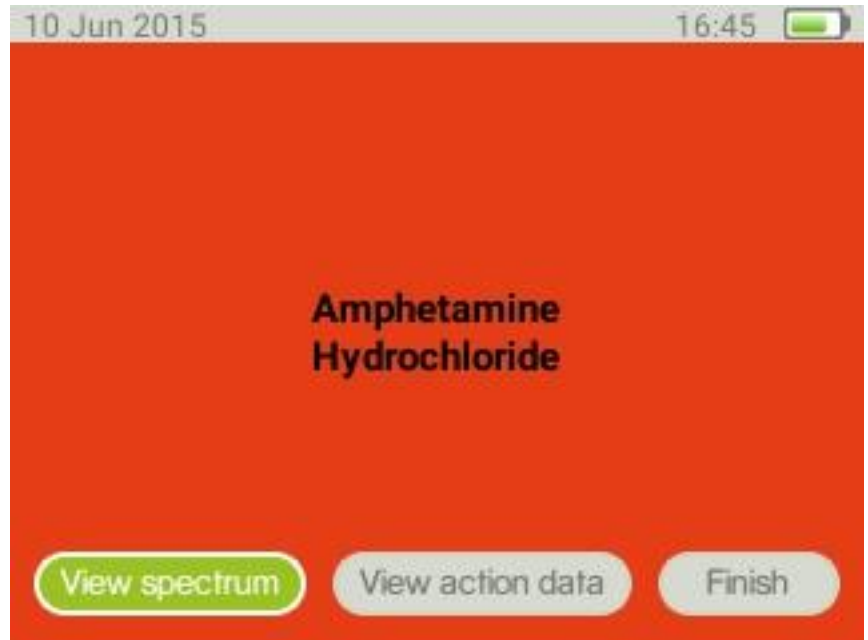 10 Jun 2015 16:45
Amphetamine
Hydrochloride
View spectrum View action data Finish